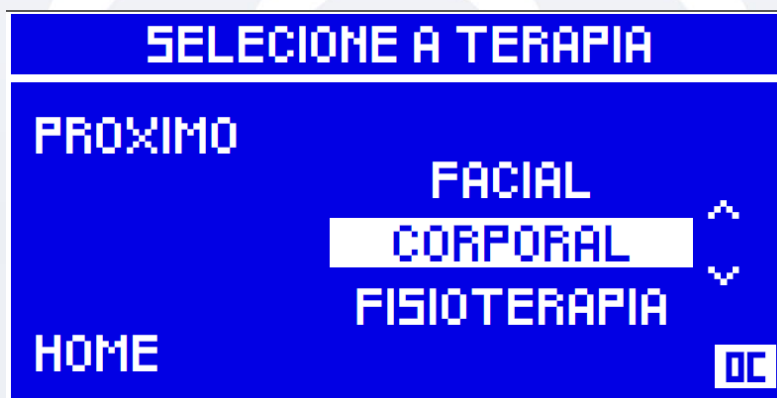 SELECIONE A TERAPIA
PROXIMO
FACIAL
CORPORAL
FISIOTERAPIA
HOME
OC